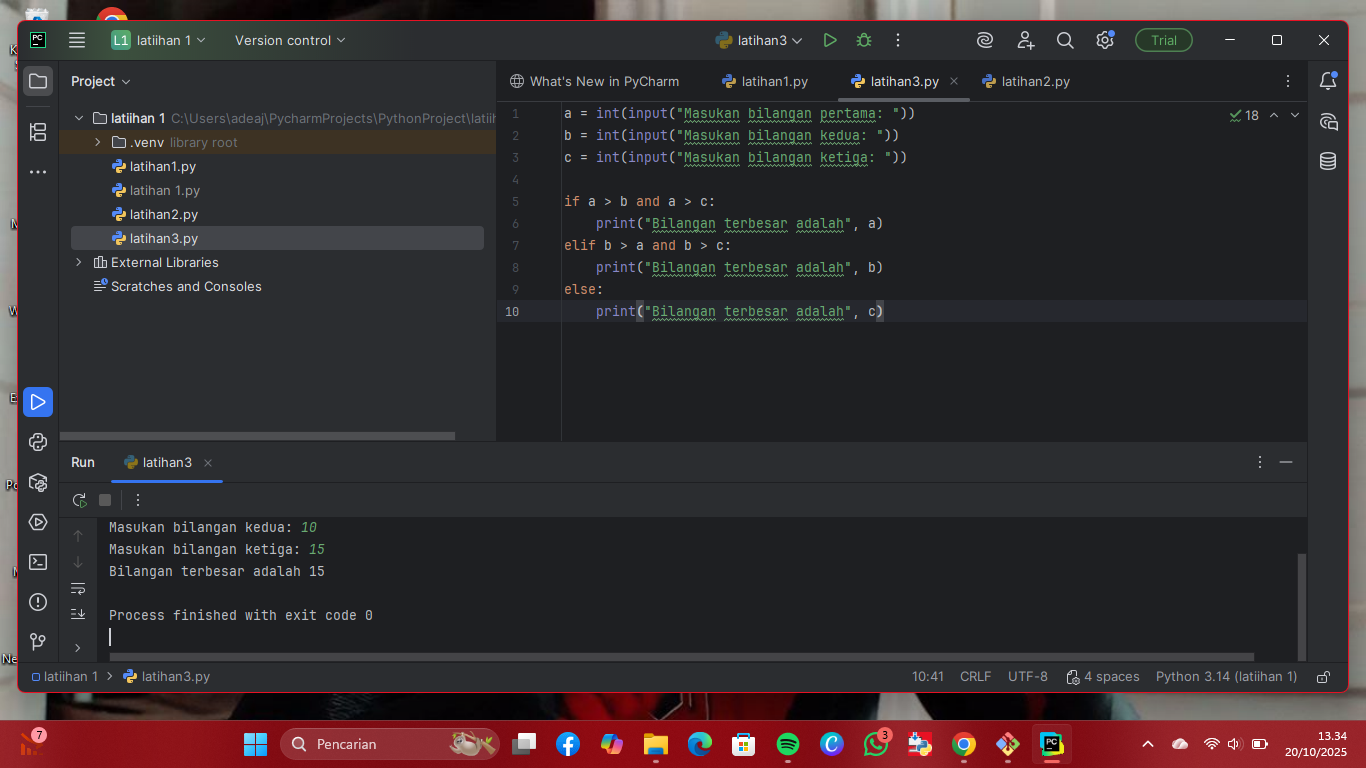 PC
L1 latiihan 1
Version control
latihan3
Trial
Project
What's New in PyCharm
latihan1.py
latihan3.py
latihan2.py
latiihan 1 C:\Users\adeaj\PycharmProjects\PythonProject\latiih
.venv library root
latihan1.py
latihan 1.py
latihan2.py
latihan3.py
External Libraries
Scratches and Consoles
1 a = int(input("Masukan bilangan pertama: "))
2 b = int(input("Masukan bilangan kedua: "))
3 c = int(input("Masukan bilangan ketiga: "))
4
5 if a > b and a > c:
6 print("Bilangan terbesar adalah", a)
7 elif b > a and b > c:
8 print("Bilangan terbesar adalah", b)
9 else:
10 print("Bilangan terbesar adalah", c)
18
Run
latihan3
Masukan bilangan kedua: 10
Masukan bilangan ketiga: 15
Bilangan terbesar adalah 15
Process finished with exit code 0
latiihan 1 > latihan3.py
10:41 CRLF UTF-8 4 spaces Python 3.14 (latiihan 1)
7
Pencarian
3
PC
13.34
20/10/2025